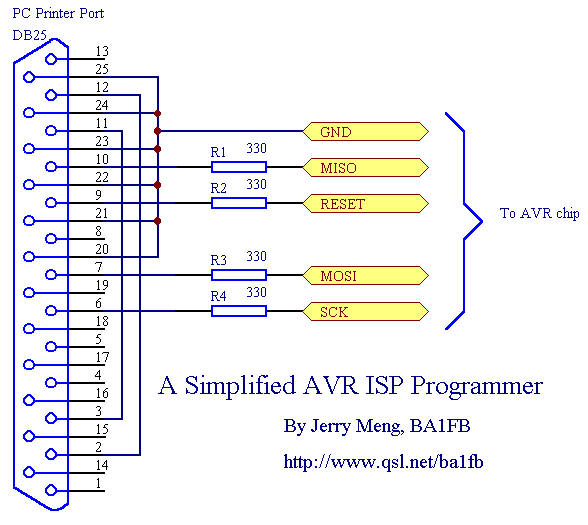 PC Printer Port
DB25
13
25
12
24
11
23
10
22
9
21
8
20
7
19
6
18
5
17
4
16
3
15
2
14
1
GND
R1 330
MISO
R2 330
RESET
R3 330
MOSI
R4 330
SCK
To AVR chip
A Simplified AVR ISP Programmer
By Jerry Meng, BA1FB
http://www.qsl.net/ba1fb